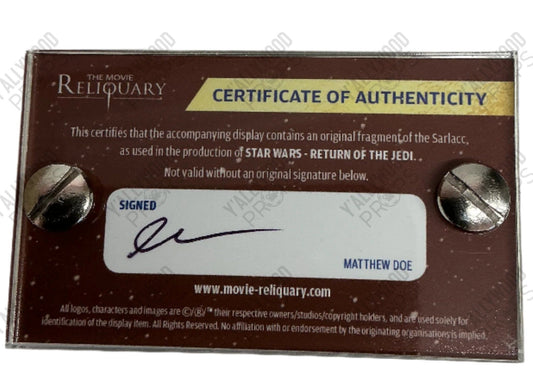 THE MOVIE
RELIQUARY
CERTIFICATE OF AUTHENTICITY
This certifies that the accompanying display contains an original fragment of the Sarlacc,
as used in the production of STAR WARS - RETURN OF THE JEDI.
Not valid without an original signature below.
SIGNED
MATTHEW DOE
www.movie-reliquary.com
All logos, characters and images are ©/®/™ their respective owners/studios/copyright holders, and are used solely for
identification of the display item. All Rights Reserved. No affiliation with or endorsement by the originating organisations is implied.